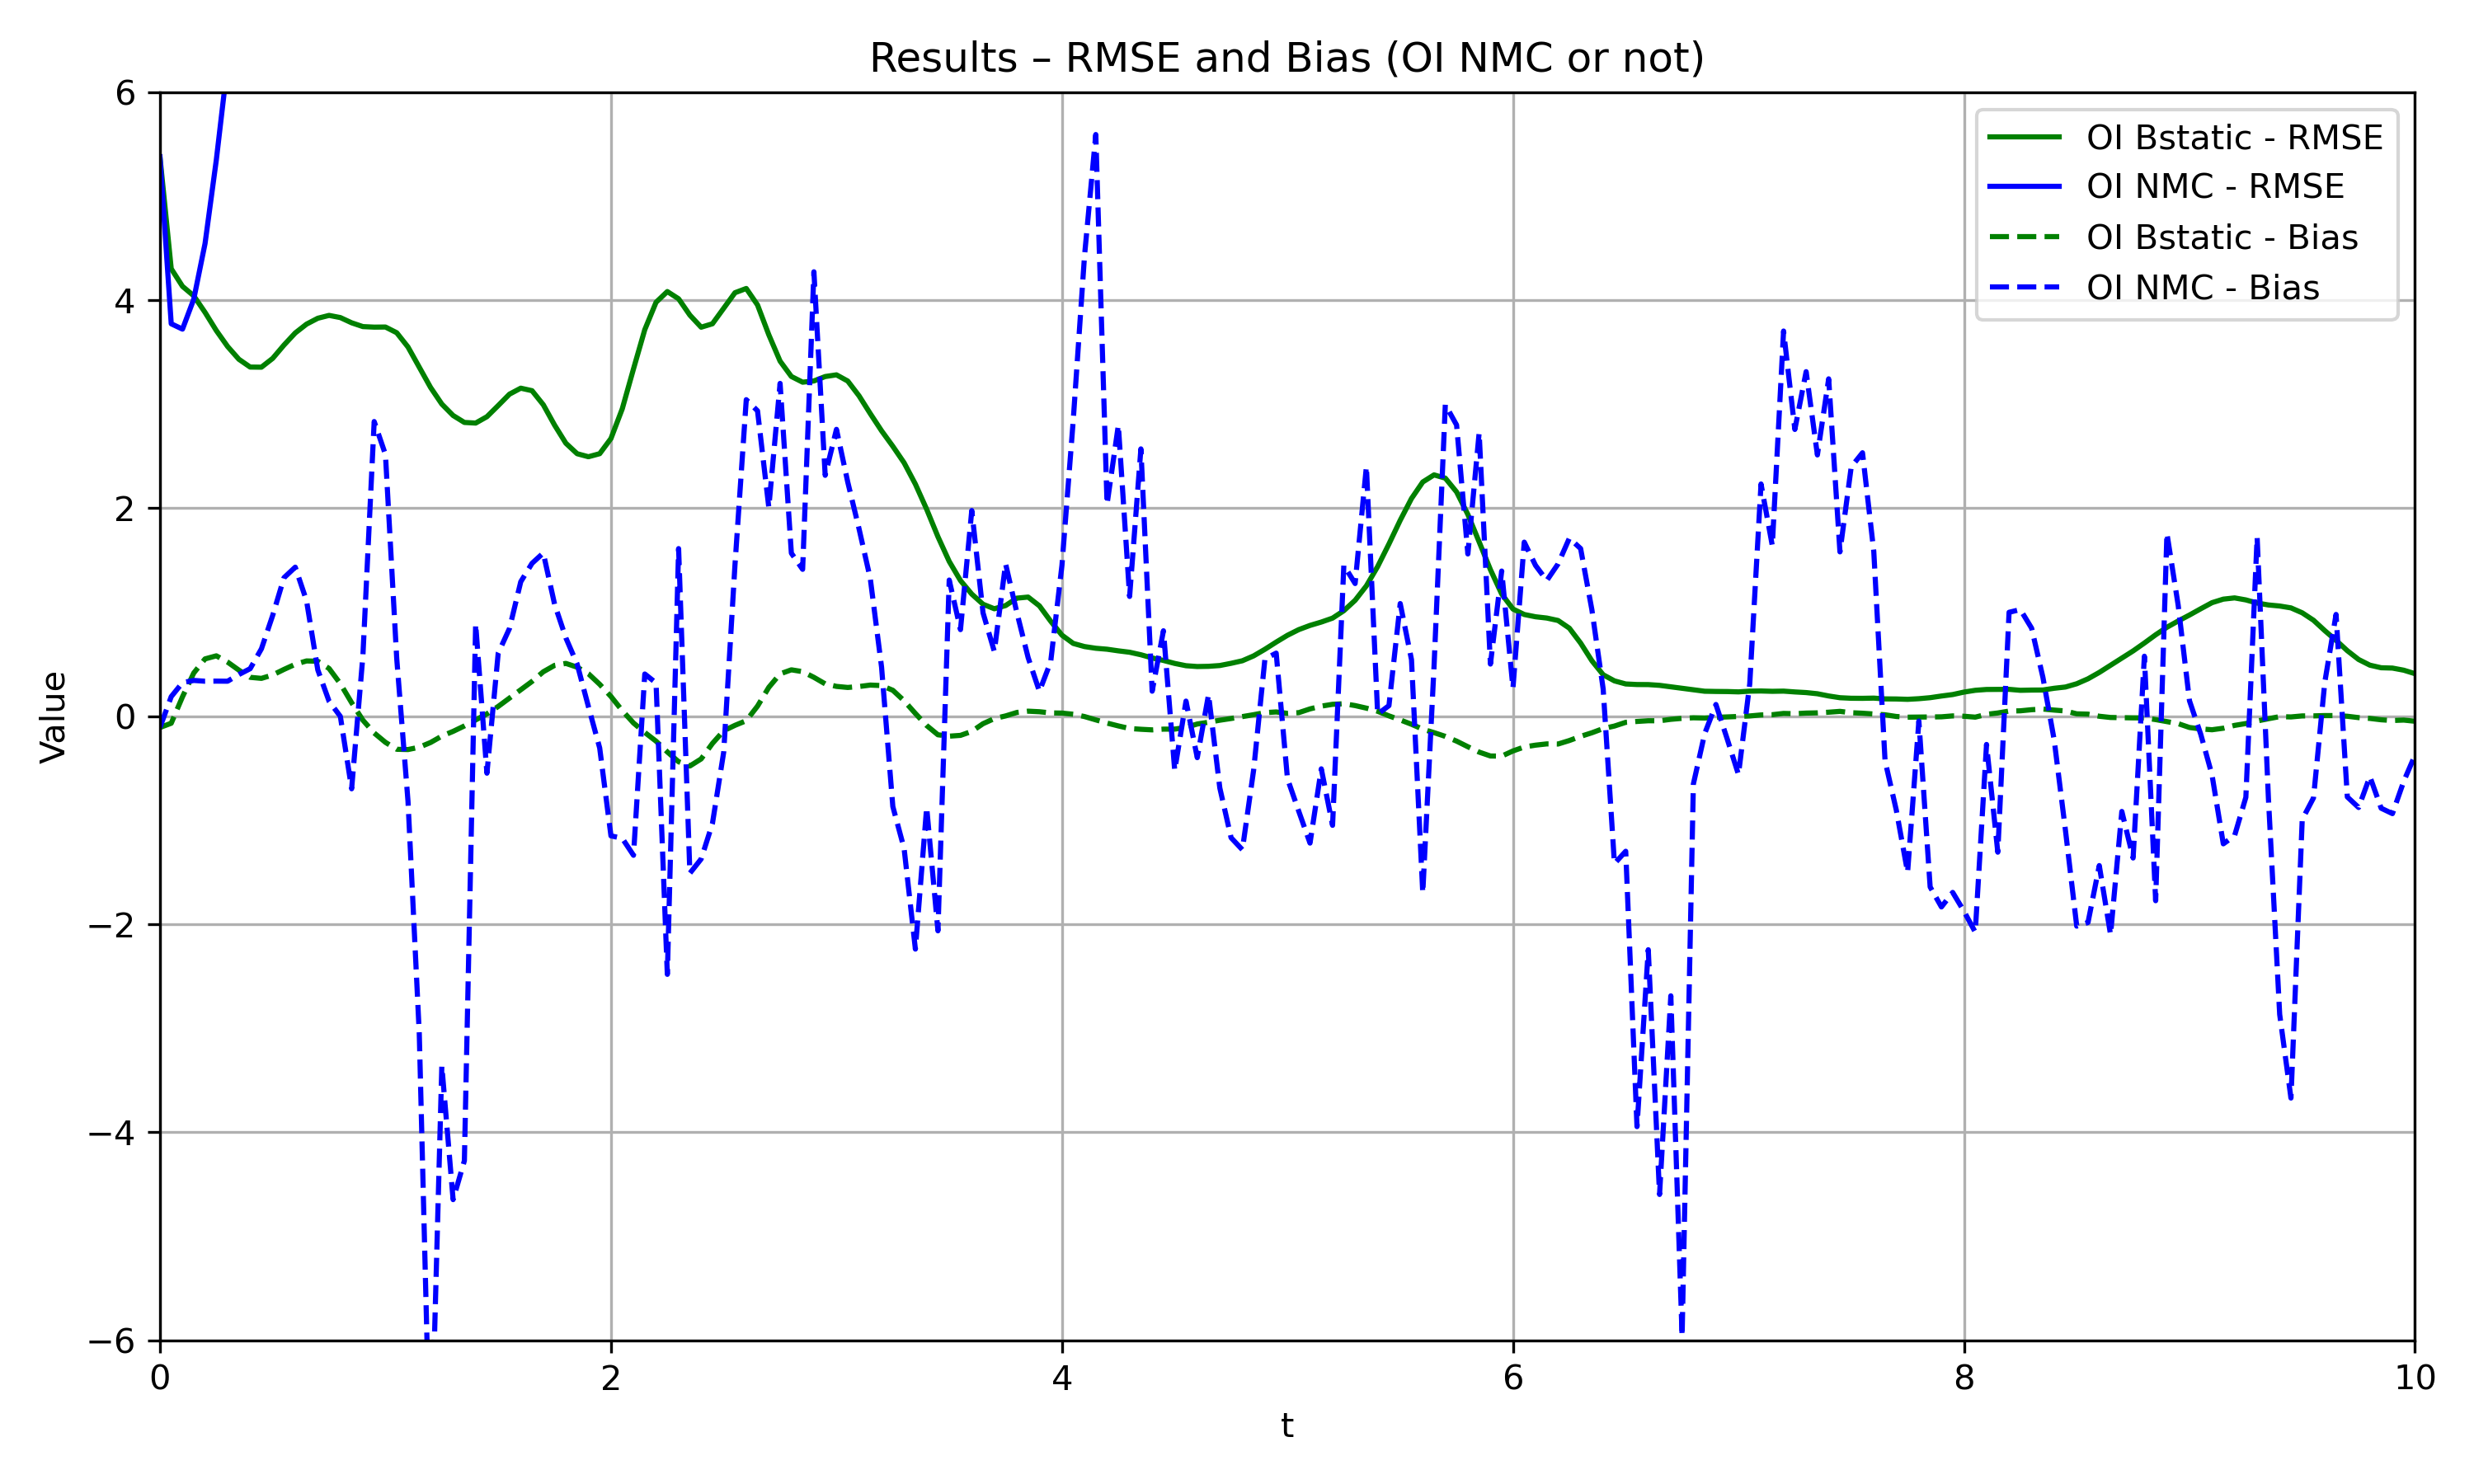 Results – RMSE and Bias (OI NMC or not)
6
4
2
0
−2
−4
−6
Value
OI Bstatic - RMSE
OI NMC - RMSE
OI Bstatic - Bias
OI NMC - Bias
0 2 4 6 8 10
t